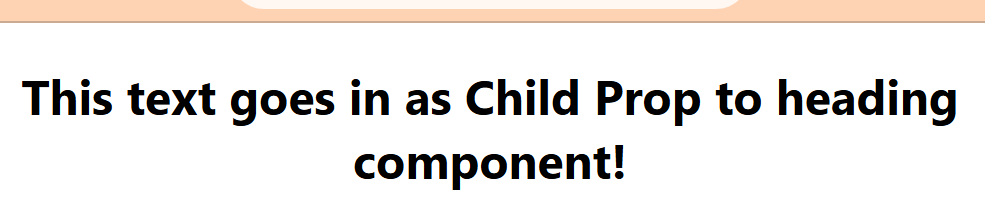 This text goes in as Child Prop to heading
component!